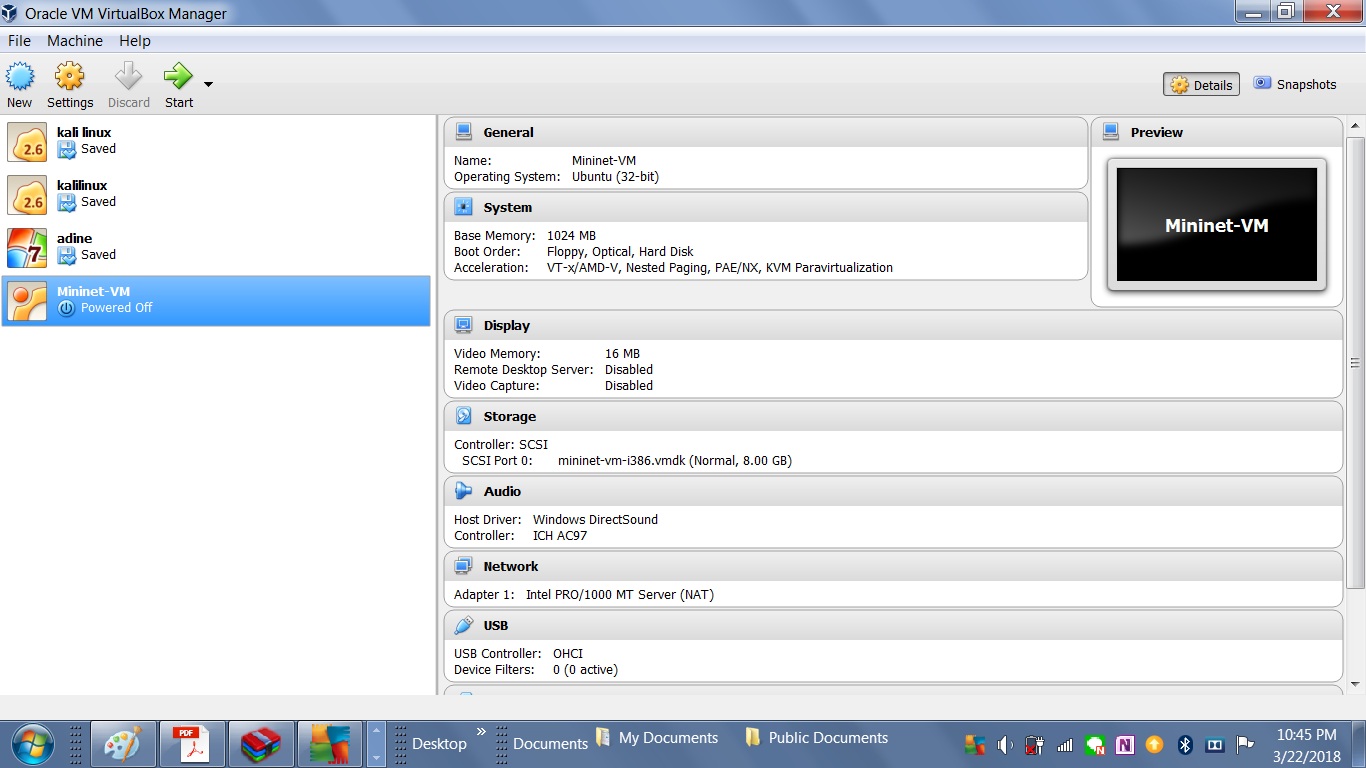 Oracle VM VirtualBox Manager
File Machine Help
New Settings Discard Start
Details Snapshots
2.6
kali linux
Saved
2.6
kalilinux
Saved
7
adine
Saved
Mininet-VM
Powered Off
General
Name: Mininet-VM
Operating System: Ubuntu (32-bit)
System
Base Memory: 1024 MB
Boot Order: Floppy, Optical, Hard Disk
Acceleration: VT-x/AMD-V, Nested Paging, PAE/NX, KVM Paravirtualization
Preview
Mininet-VM
Display
Video Memory: 16 MB
Remote Desktop Server: Disabled
Video Capture: Disabled
Storage
Controller: SCSI
SCSI Port 0: mininet-vm-i386.vmdk (Normal, 8.00 GB)
Audio
Host Driver: Windows DirectSound
Controller: ICH AC97
Network
Adapter 1: Intel PRO/1000 MT Server (NAT)
USB
USB Controller: OHCI
Device Filters: 0 (0 active)
PDF
Desktop » Documents My Documents Public Documents
N
10:45 PM
3/22/2018